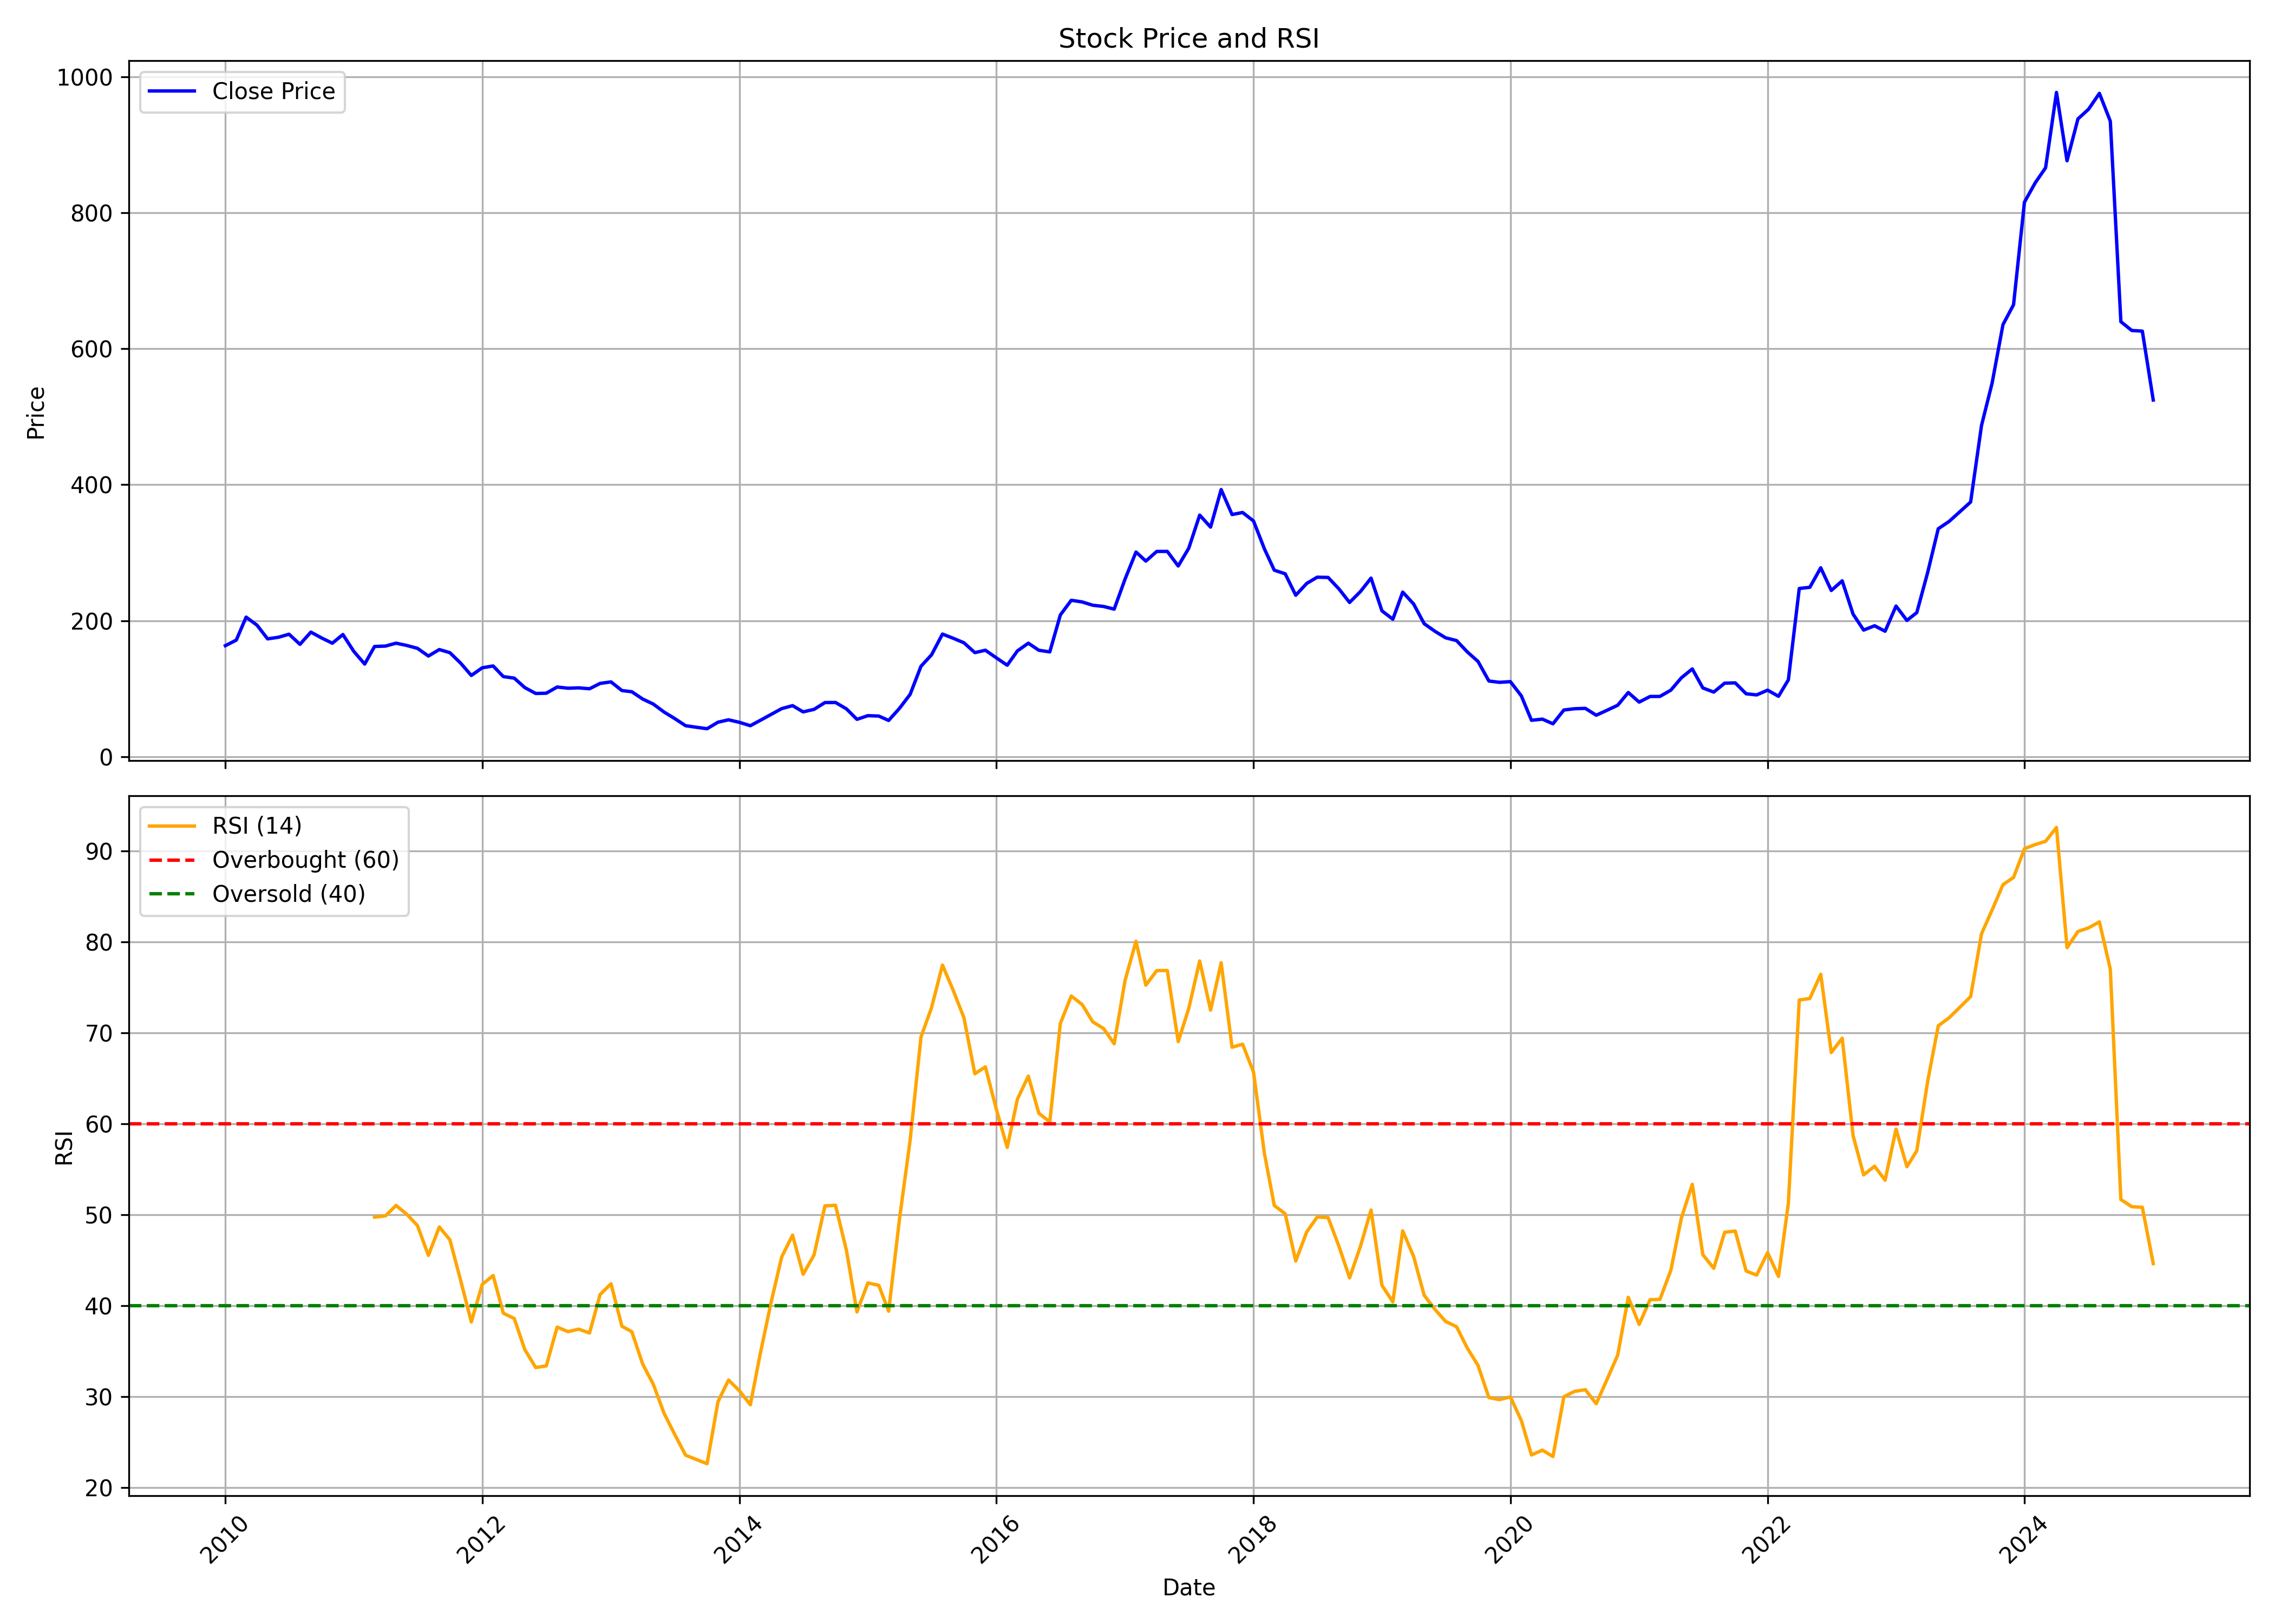 Stock Price and RSI
Close Price
1000
800
600
400
200
0
Price
RSI (14)
Overbought (60)
Oversold (40)
90
80
70
60
50
40
30
20
RSI
2010
2012
2014
2016
2018
2020
2022
2024
Date